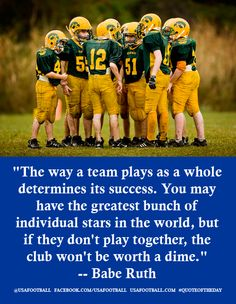 4
55
12
51
"The way a team plays as a whole
determines its success. You may
have the greatest bunch of
individual stars in the world, but
if they don't play together, the
club won't be worth a dime."
-- Babe Ruth
@USAFOOTBALL FACEBOOK.COM/USAFOOTBALL USAFOOTBALL.COM #QUOTEOFTHEDAY